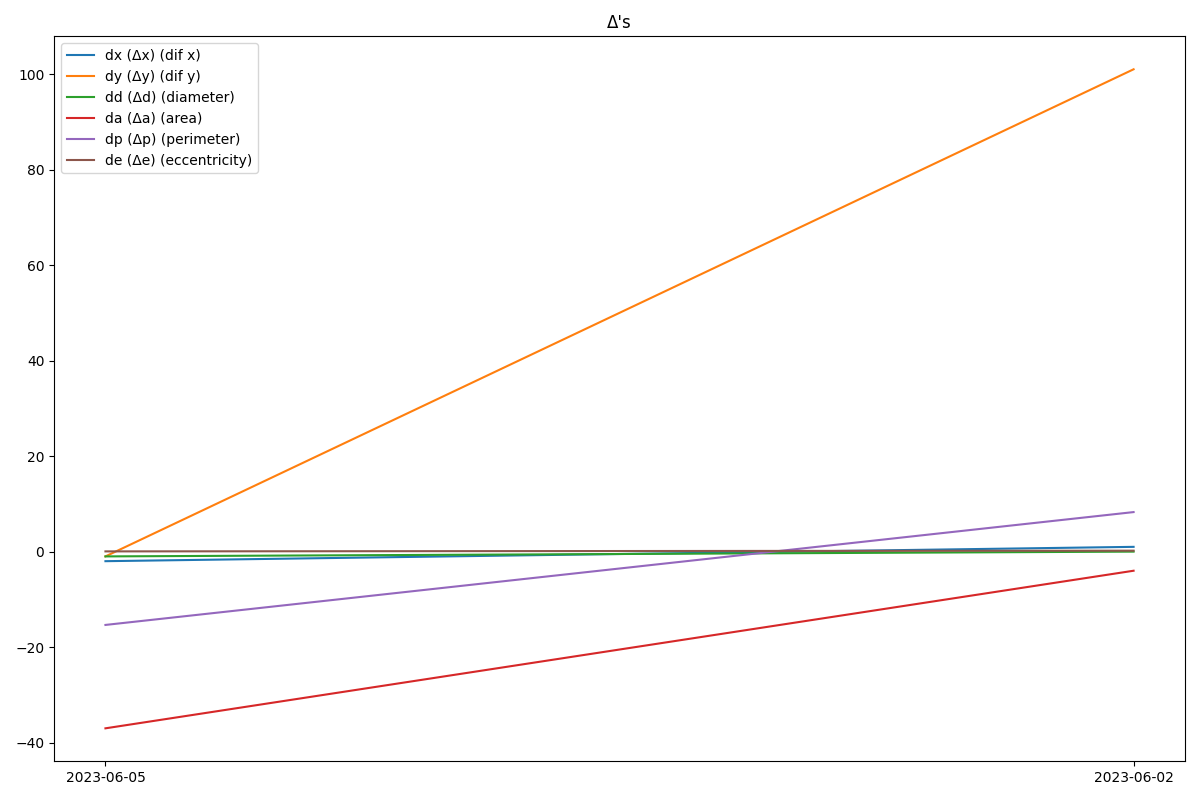 Δ's
dx (Δx) (dif x)
dy (Δy) (dif y)
dd (Δd) (diameter)
da (Δa) (area)
dp (Δp) (perimeter)
de (Δe) (eccentricity)
100
80
60
40
20
0
−20
−40
2023-06-05 2023-06-02